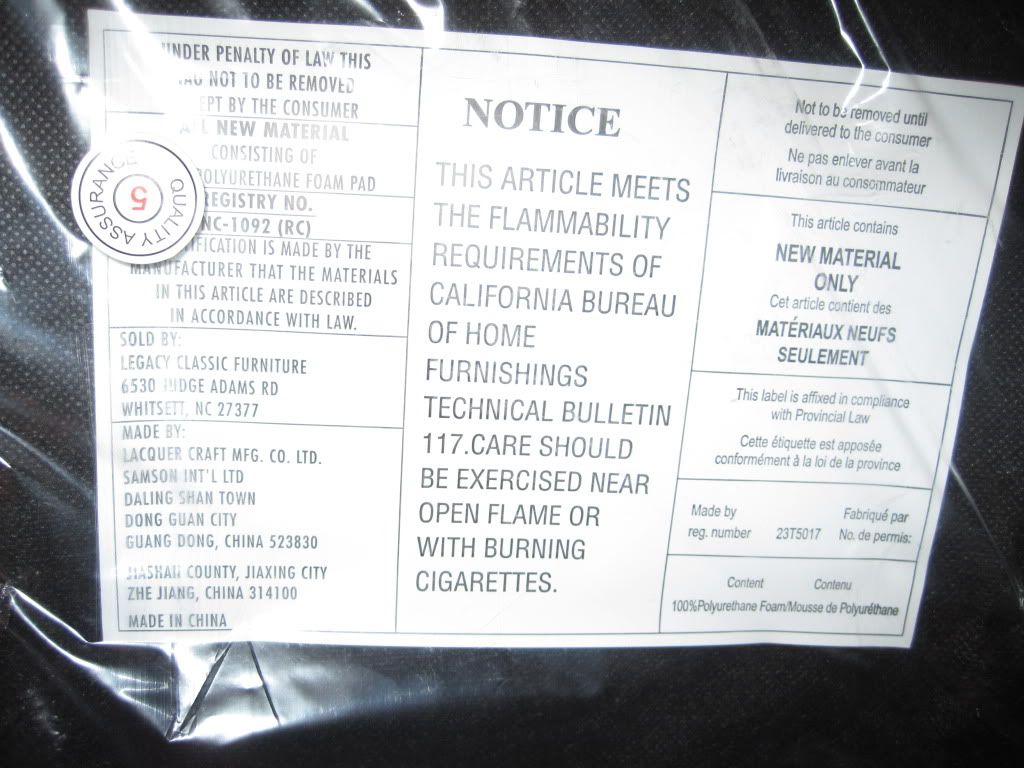 UNDER PENALTY OF LAW THIS
NOT TO BE REMOVED
BY THE CONSUMER
NEW MATERIAL
CONSISTING OF
POLYURETHANE FOAM PAD
REGISTRY NO.
NC-1092 (RC)
IS MADE BY THE
MANUFACTURER THAT THE MATERIALS
IN THIS ARTICLE ARE DESCRIBED
IN ACCORDANCE WITH LAW.
SOLD BY:
LEGACY CLASSIC FURNITURE
6530 JUDGE ADAMS RD
WHITSETT, NC 27377
MADE BY:
LACQUER CRAFT MFG. CO. LTD.
SAMSON INT'L LTD
DALING SHAN TOWN
DONG GUAN CITY
GUANG DONG, CHINA 523830
JIASHAN COUNTY, JIAXING CITY
ZHE JIANG, CHINA 314100
MADE IN CHINA
QUALITY ASSURANCE
5
NOTICE
THIS ARTICLE MEETS
THE FLAMMABILITY
REQUIREMENTS OF
CALIFORNIA BUREAU
OF HOME
FURNISHINGS
TECHNICAL BULLETIN
117.CARE SHOULD
BE EXERCISED NEAR
OPEN FLAME OR
WITH BURNING
CIGARETTES.
Not to be removed until
delivered to the consumer
Ne pas enlever avant la
livraison au consommateur
This article contains
NEW MATERIAL
ONLY
Cet article contient des
MATÉRIAUX NEUFS
SEULEMENT
This label is affixed in compliance
with Provincial Law
Cette étiquette est apposée
conformément à la loi de la province
Made by Fabriqué par
reg. number 23T5017 No. de permis:
Content Contenu
100%Polyurethane Foam/Mousse de Polyuréthane